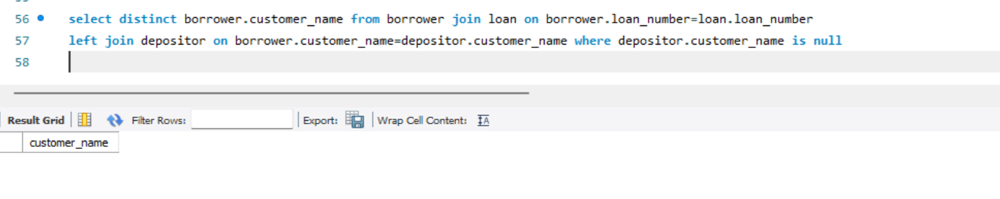 56 select distinct borrower.customer_name from borrower join loan on borrower.loan_number=loan.loan_number
57 left join depositor on borrower.customer_name=depositor.customer_name where depositor.customer_name is null
58
Result Grid Filter Rows: Export: Wrap Cell Content: IA
customer_name